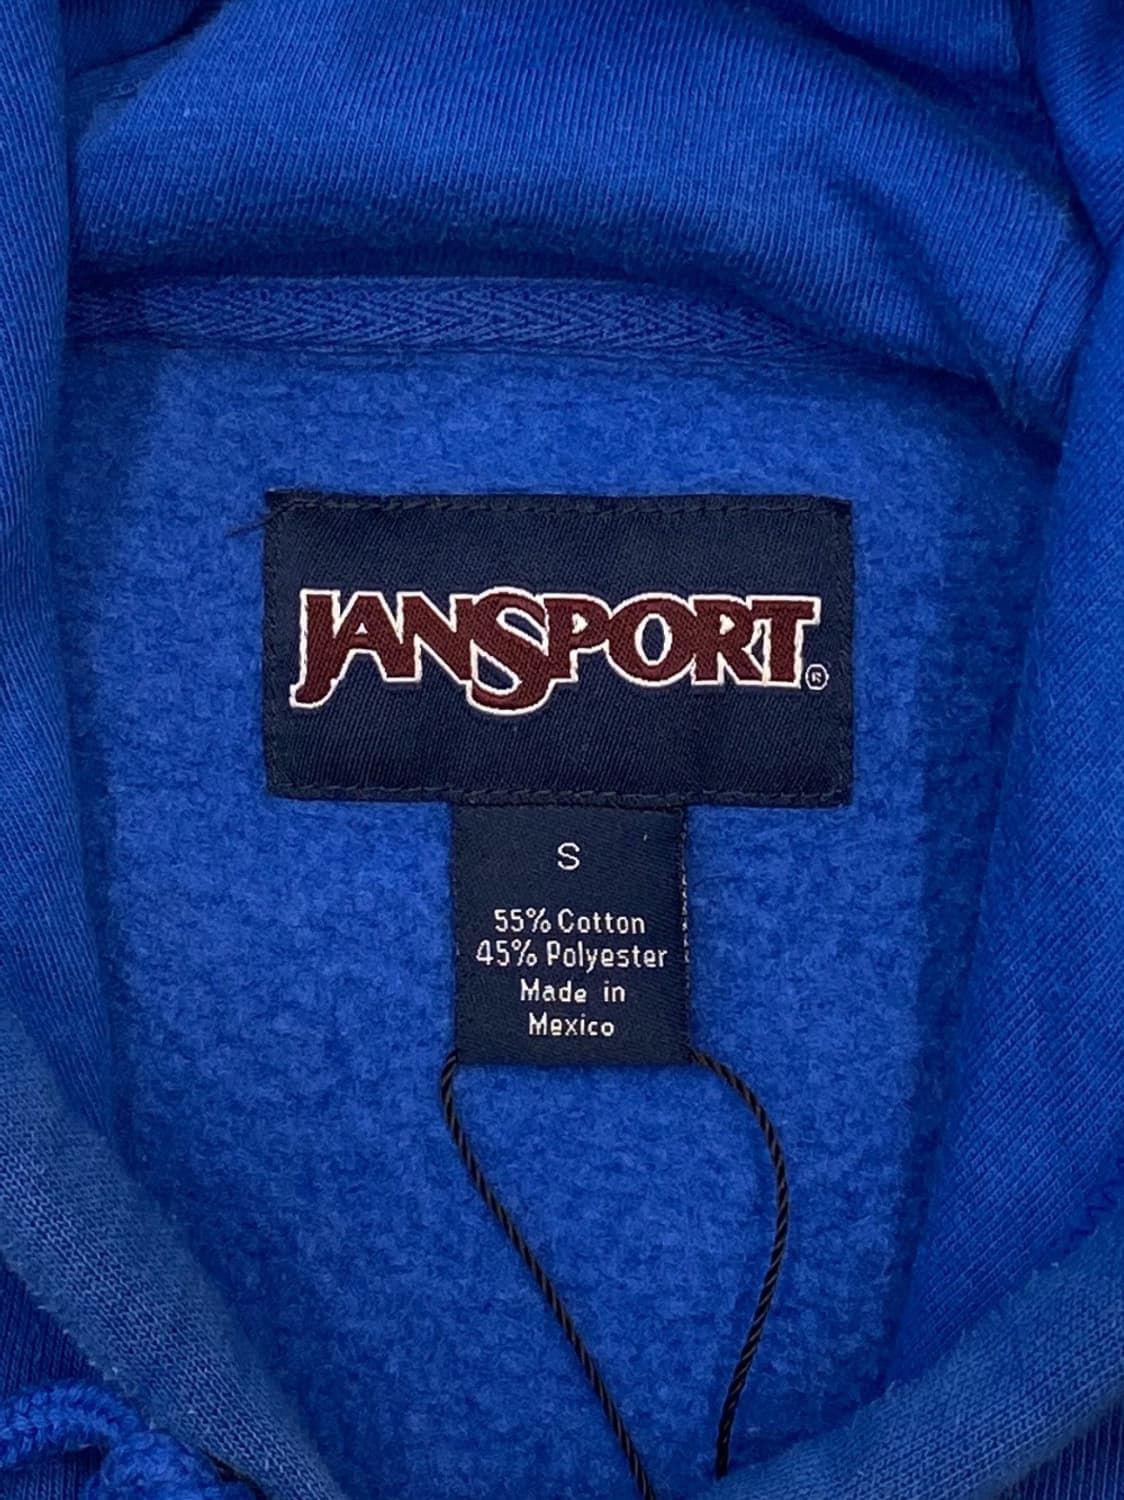 JANSPORT®
S
55% Cotton
45% Polyester
Made in
Mexico